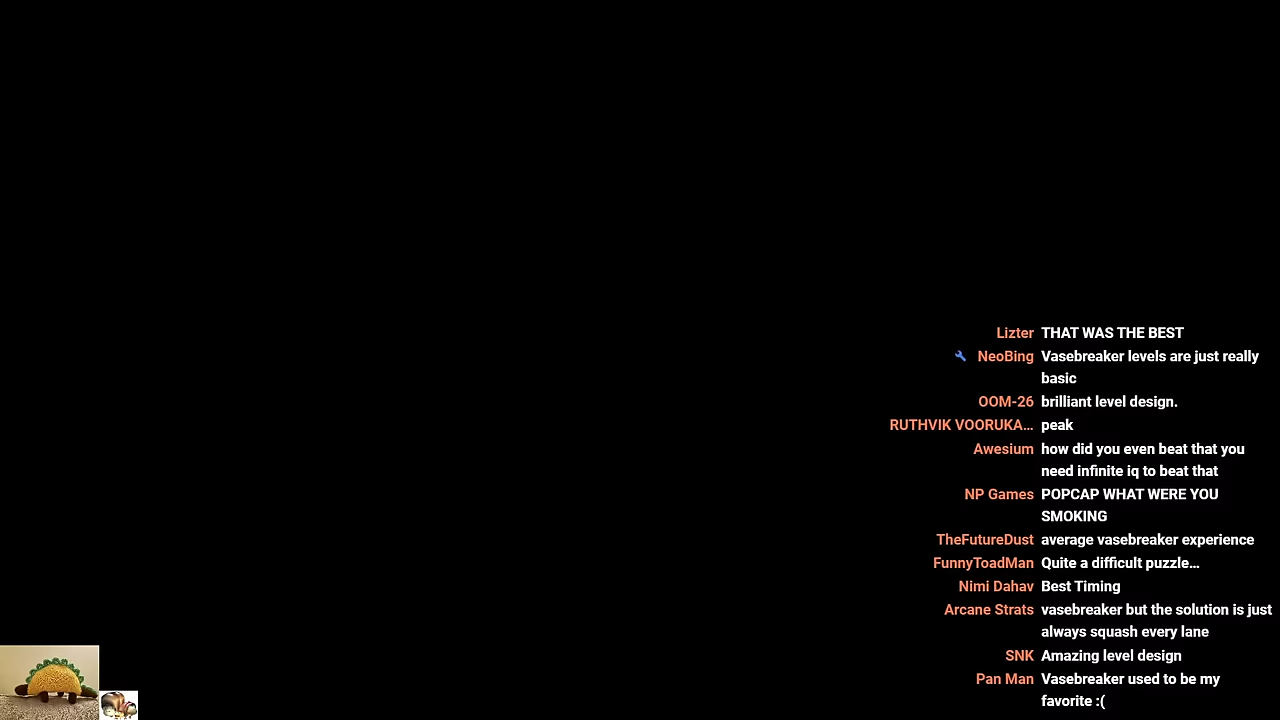 Lizter THAT WAS THE BEST
NeoBing Vasebreaker levels are just really
basic
OOM-26 brilliant level design.
RUTHVIK VOORUKA… peak
Awesium how did you even beat that you
need infinite iq to beat that
NP Games POPCAP WHAT WERE YOU
SMOKING
TheFutureDust average vasebreaker experience
FunnyToadMan Quite a difficult puzzle…
Nimi Dahav Best Timing
Arcane Strats vasebreaker but the solution is just
always squash every lane
SNK Amazing level design
Pan Man Vasebreaker used to be my
favorite :(